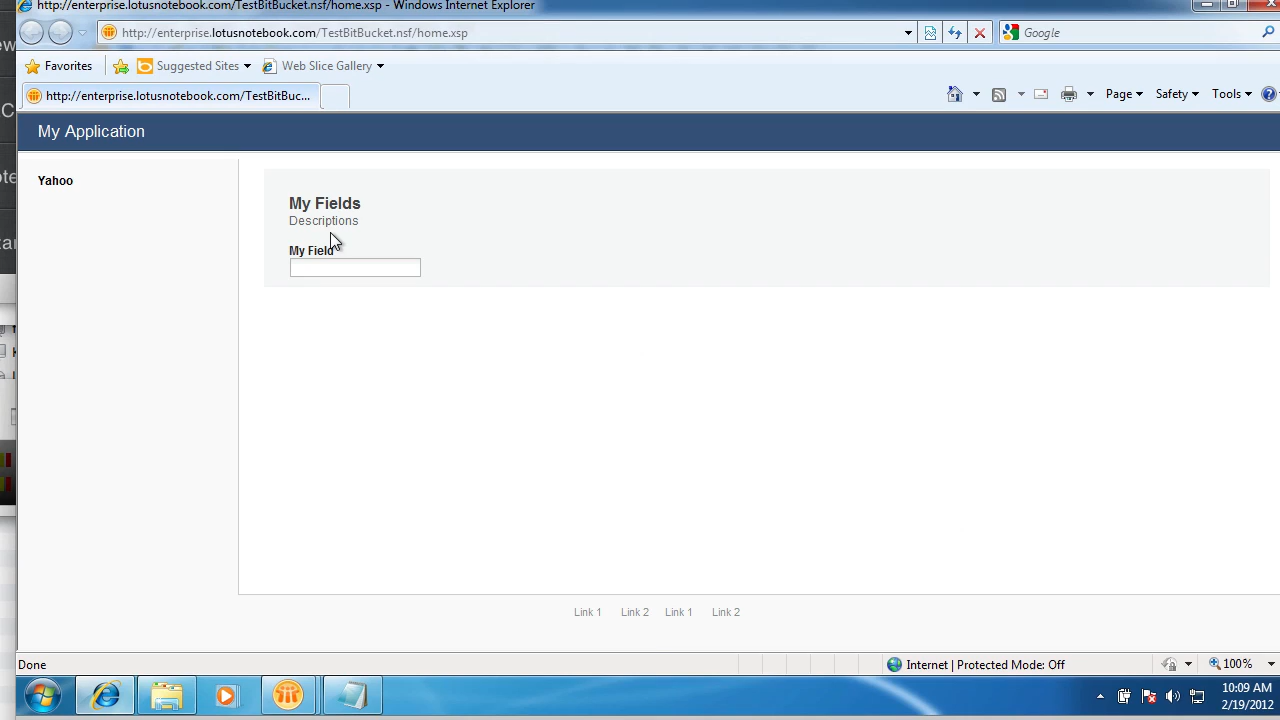 http://enterprise.lotusnotebook.com/TestBitBucket.nsf/home.xsp - Windows Internet Explorer
http://enterprise.lotusnotebook.com/TestBitBucket.nsf/home.xsp
Google
Favorites
Suggested Sites
Web Slice Gallery
http://enterprise.lotusnotebook.com/TestBitBuc...
Page
Safety
Tools
My Application
Yahoo
My Fields
Descriptions
My Field
Link 1 Link 2 Link 1 Link 2
Done
Internet | Protected Mode: Off
100%
10:09 AM
2/19/2012